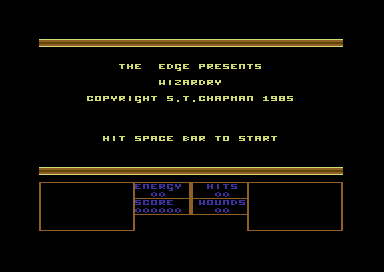 THE EDGE PRESENTS
WIZARDRY
COPYRIGHT S.T.CHAPMAN 1985
HIT SPACE BAR TO START
ENERGY HITS
00 00
SCORE WOUNDS
000000 00